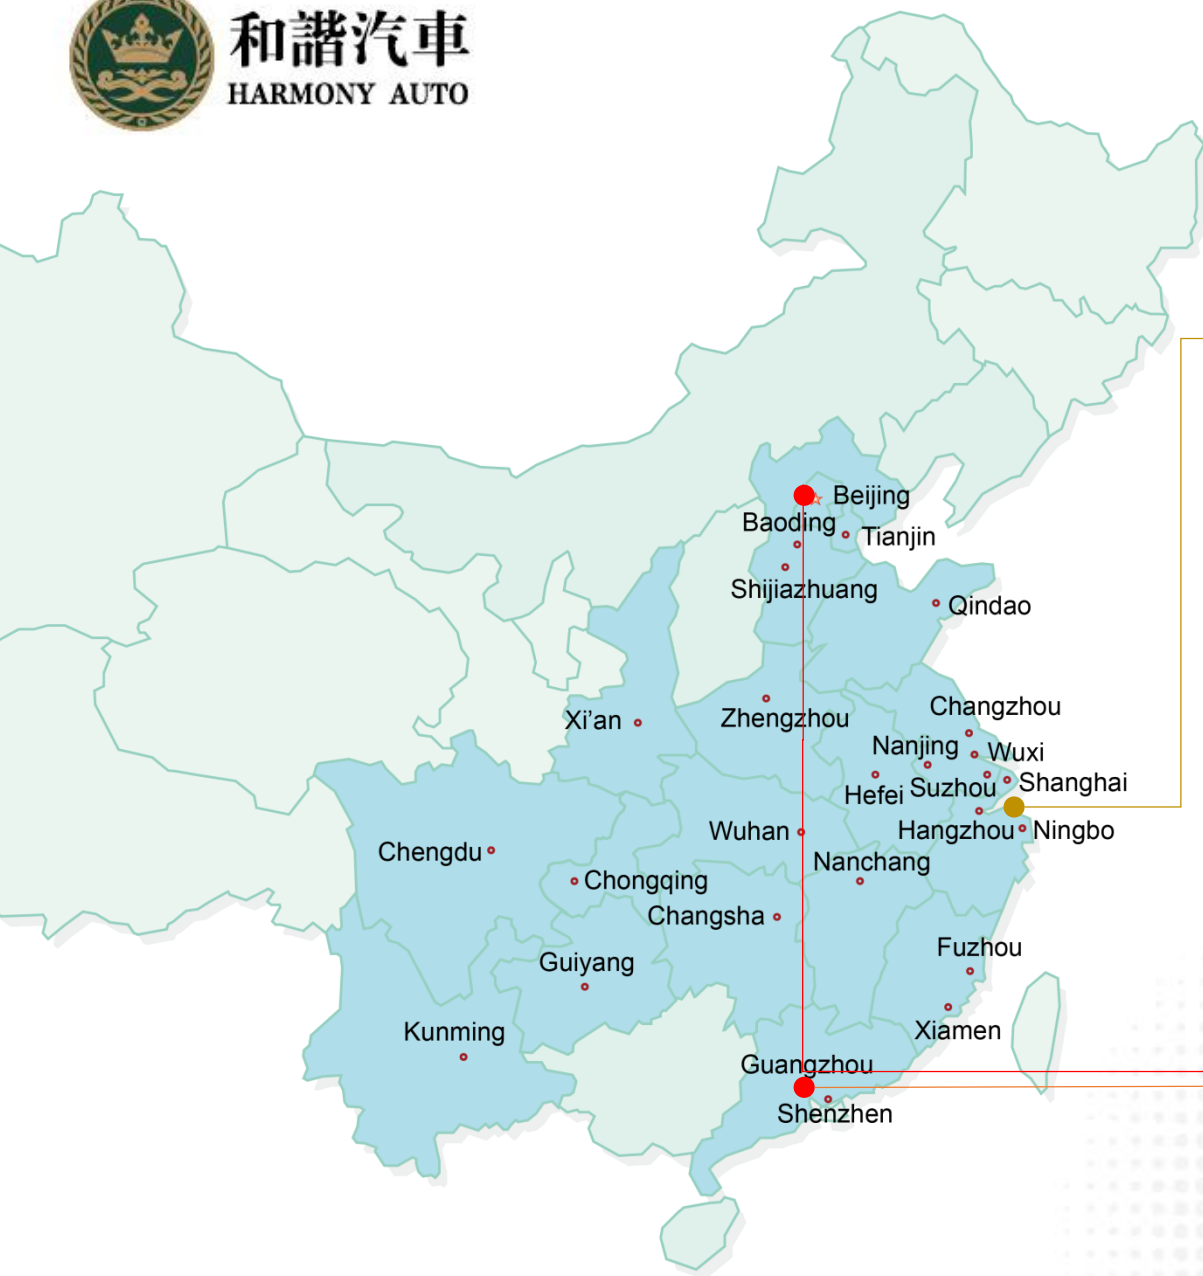 和諧汽車
HARMONY AUTO
Beijing
Baoding
Tianjin
Shijiazhuang
Qindao
Changzhou
Xi'an
Zhengzhou
Nanjing
Wuxi
Shanghai
Suzhou
Hefei
Hangzhou
Ningbo
Wuhan
Chengdu
Nanchang
Chongqing
Changsha
Fuzhou
Guiyang
Xiamen
Kunming
Guangzhou
Shenzhen